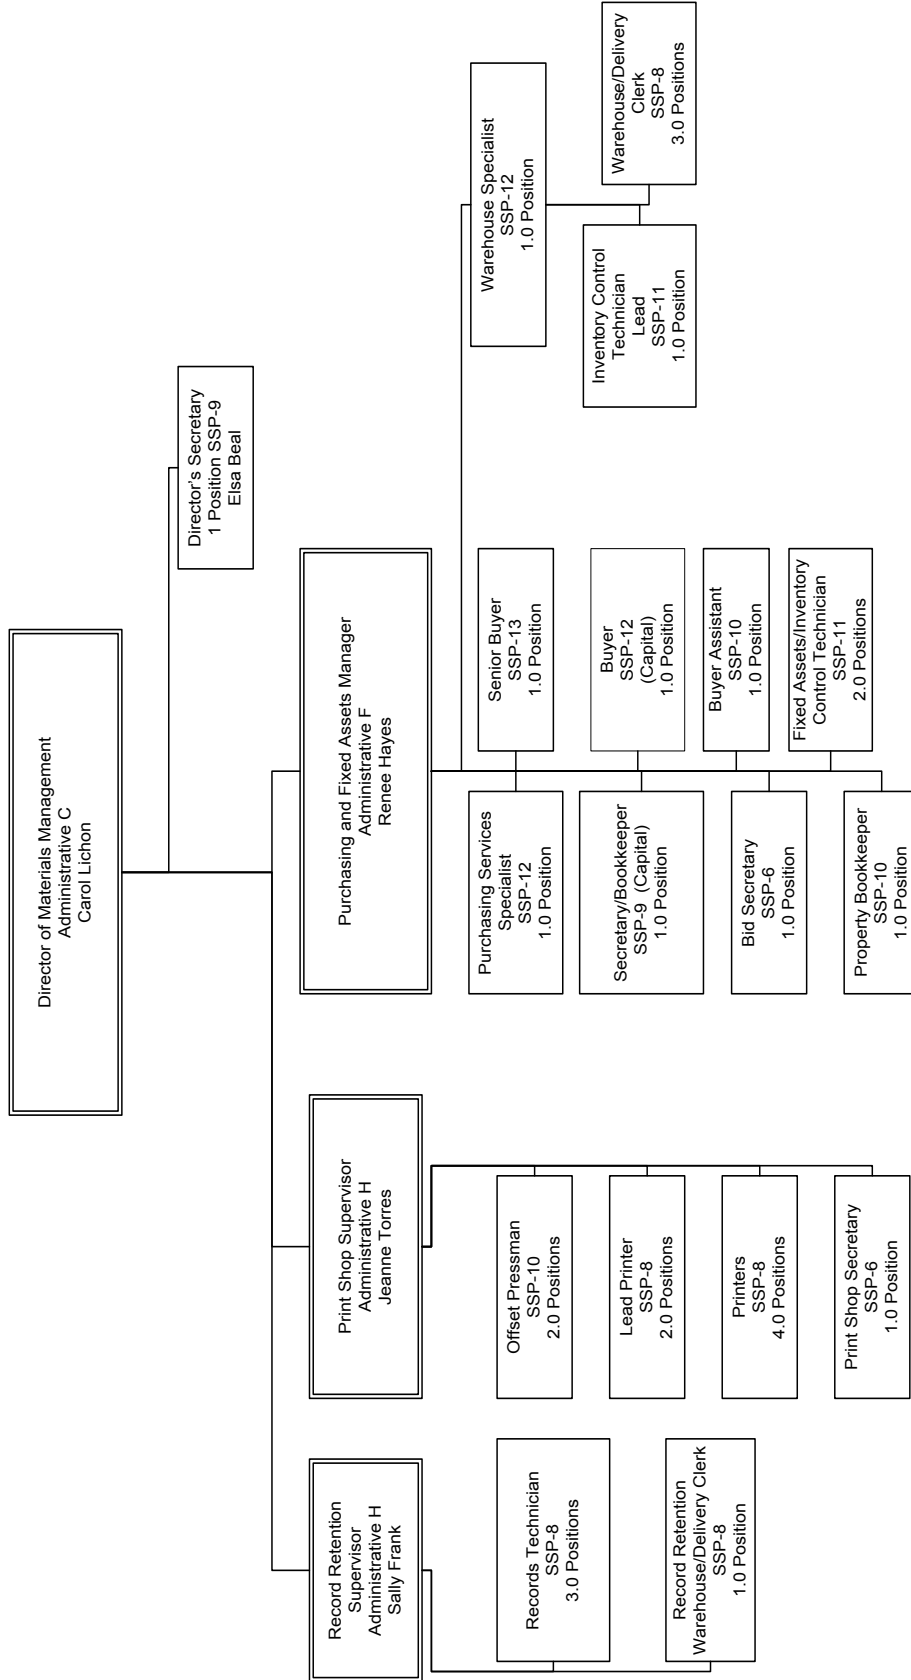 Director of Materials Management
Administrative C
Carol Lichon
Director's Secretary
1 Position SSP-9
Elsa Beal
Record Retention
Supervisor
Administrative H
Sally Frank
Print Shop Supervisor
Administrative H
Jeanne Torres
Purchasing and Fixed Assets Manager
Administrative F
Renee Hayes
Records Technician
SSP-8
3.0 Positions
Record Retention
Warehouse/Delivery Clerk
SSP-8
1.0 Position
Offset Pressman
SSP-10
2.0 Positions
Lead Printer
SSP-8
2.0 Positions
Printers
SSP-8
4.0 Positions
Print Shop Secretary
SSP-6
1.0 Position
Purchasing Services
Specialist
SSP-12
1.0 Position
Senior Buyer
SSP-13
1.0 Position
Secretary/Bookkeeper
SSP-9 (Capital)
1.0 Position
Buyer
SSP-12
(Capital)
1.0 Position
Bid Secretary
SSP-6
1.0 Position
Buyer Assistant
SSP-10
1.0 Position
Property Bookkeeper
SSP-10
1.0 Position
Fixed Assets/Inventory
Control Technician
SSP-11
2.0 Positions
Warehouse Specialist
SSP-12
1.0 Position
Inventory Control
Technician
Lead
SSP-11
1.0 Position
Warehouse/Delivery
Clerk
SSP-8
3.0 Positions